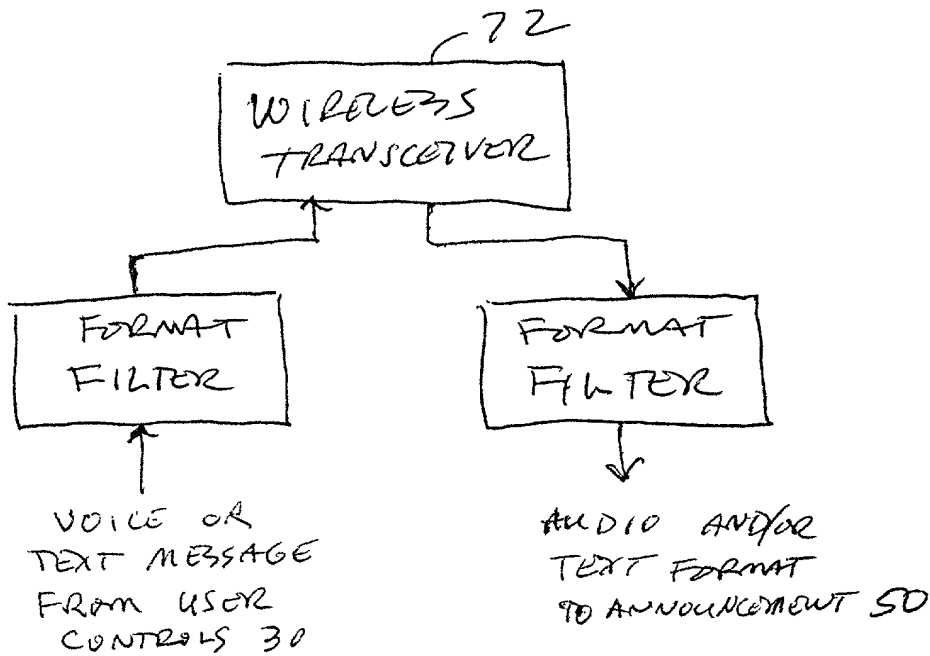 72
WIRELESS
TRANSCEIVER
FORMAT
FILTER
FORMAT
FILTER
VOICE OR
TEXT MESSAGE
FROM USER
CONTROLS 30
AUDIO AND/OR
TEXT FORMAT
TO ANNOUNCEMENT 50